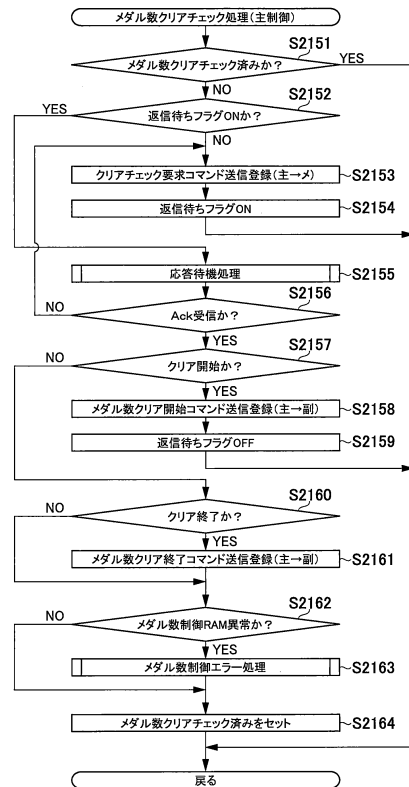 メダル数クリアチェック処理(主制御)
S2151
メダル数クリアチェック済みか?
YES
NO
S2152
YES
返信待ちフラグONか?
NO
クリアチェック要求コマンド送信登録(主→メ)
S2153
返信待ちフラグON
S2154
応答待機処理
S2155
S2156
NO
Ack受信か?
YES
S2157
NO
クリア開始か?
YES
メダル数クリア開始コマンド送信登録(主→副)
S2158
返信待ちフラグOFF
S2159
S2160
NO
クリア終了か?
YES
メダル数クリア終了コマンド送信登録(主→副)
S2161
S2162
NO
メダル数制御RAM異常か?
YES
メダル数制御エラー処理
S2163
メダル数クリアチェック済みをセット
S2164
戻る